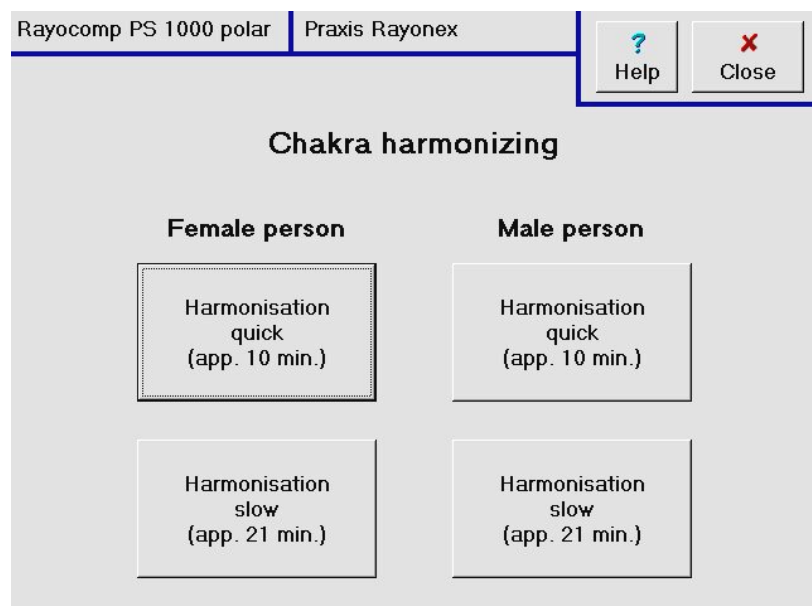 Rayocomp PS 1000 polar
Praxis Rayonex
?
Help
Close
Chakra harmonizing
Female person
Male person
Harmonisation
quick
(app. 10 min.)
Harmonisation
quick
(app. 10 min.)
Harmonisation
slow
(app. 21 min.)
Harmonisation
slow
(app. 21 min.)